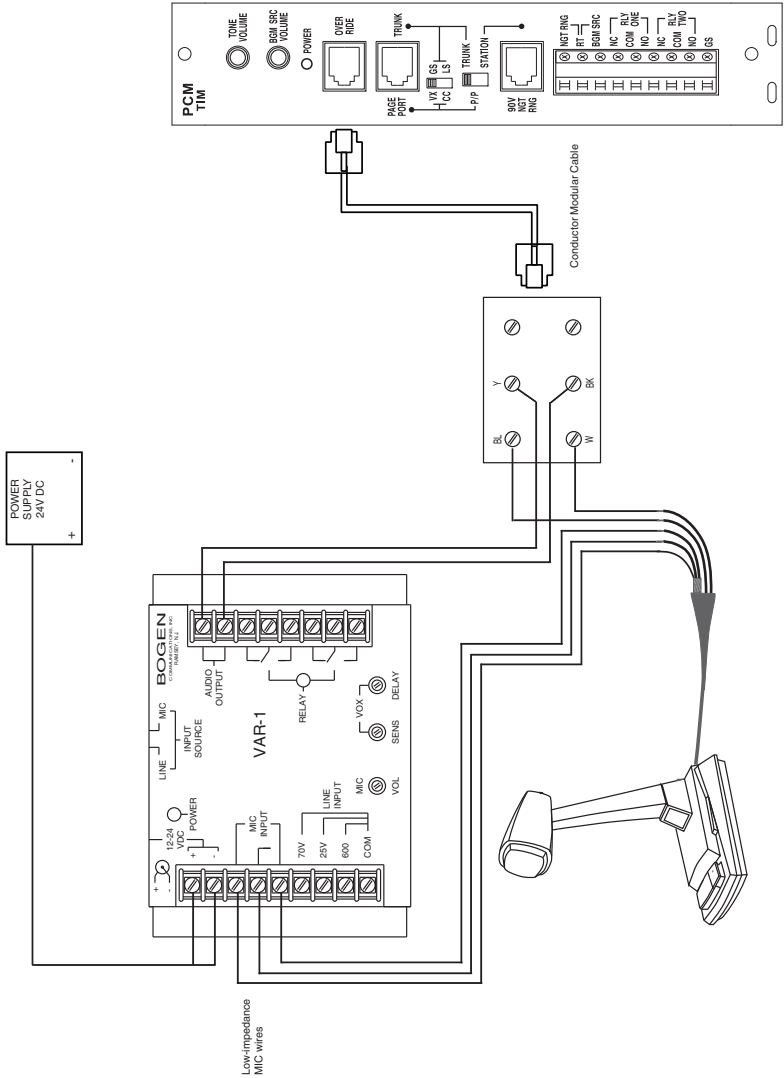 POWER
SUPPLY
24V DC
+ -
PCM
TIM
TONE
VOLUME
BGM SRC
VOLUME
POWER
OVER
RIDE
TRUNK
PAGE
PORT
GS
LS
VX
CC
TRUNK
STATION
P/P
90V
NGT
RNG
NGT RNG
RT
BGM SRC
NC
RLY
COM ONE
NO
NC
RLY
COM TWO
NO
GS
Conductor Modular Cable
Y
BK
BL
W
BOGEN
COMMUNICATIONS, INC
RAMSEY, N.J.
LINE MIC
INPUT
SOURCE
AUDIO
OUTPUT
RELAY
VAR-1
VOX
SENS DELAY
MIC
VOL
12-24
VDC
+
-
+
-
POWER
MIC
INPUT
LINE
INPUT
70V
25V
600
COM
Low-impedance
MIC wires